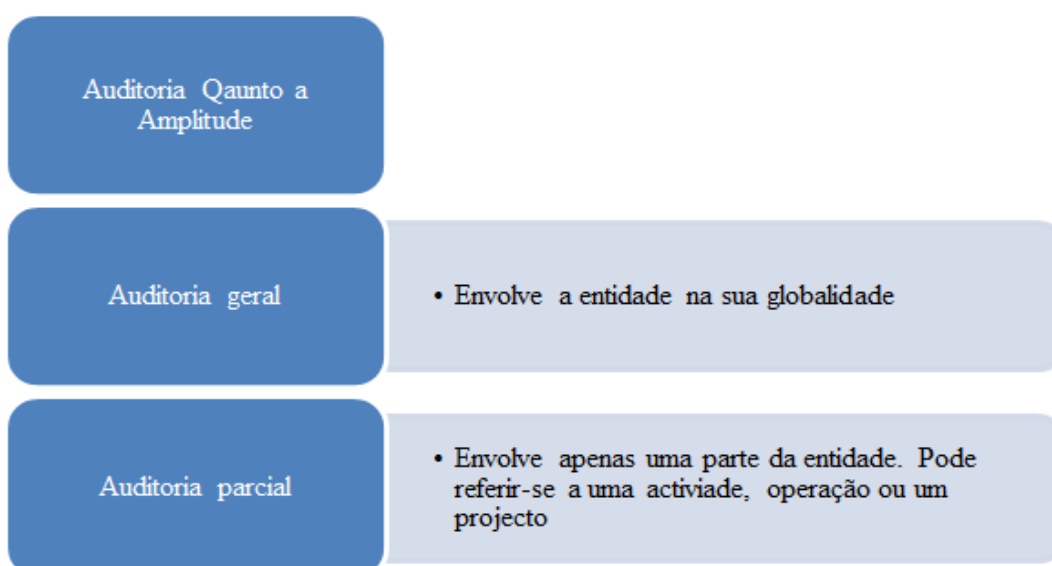 Auditoria Qaunto a
Amplitude
Auditoria geral
• Envolve a entidade na sua globalidade
Auditoria parcial
• Envolve apenas uma parte da entidade. Pode
referir-se a uma activiade, operação ou um
projecto